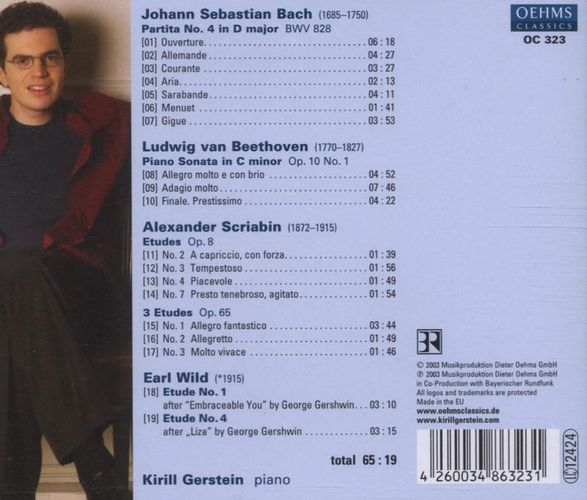 Johann Sebastian Bach (1685–1750)
Partita No. 4 in D major BWV 828
[01] Ouverture. 06 : 18
[02] Allemande 04 : 27
[03] Courante 03 : 27
[04] Aria. 02 : 13
[05] Sarabande 04 : 11
[06] Menuet 01 : 41
[07] Gigue 03 : 53
OEHMS
CLASSICS
OC 323
Ludwig van Beethoven (1770–1827)
Piano Sonata in C minor Op. 10 No. 1
[08] Allegro molto e con brio 04 : 52
[09] Adagio molto 07 : 46
[10] Finale. Prestissimo 04 : 22
Alexander Scriabin (1872–1915)
Etudes Op. 8
[11] No. 2 A capriccio, con forza. 01 : 39
[12] No. 3 Tempestoso 01 : 56
[13] No. 4 Piacevole 01 : 49
[14] No. 7 Presto tenebroso, agitato 01 : 54
3 Etudes Op. 65
[15] No. 1 Allegro fantastico 03 : 44
[16] No. 2 Allegretto 01 : 49
[17] No. 3 Molto vivace 01 : 46
Earl Wild (*1915)
[18] Etude No. 1
after "Embraceable You" by George Gershwin. . . 03 : 10
[19] Etude No. 4
after „Liza" by George Gershwin 03 : 15
total 65 : 19
Kirill Gerstein piano
BR
© 2003 Musikproduktion Dieter Oehms GmbH
℗ 2003 Musikproduktion Dieter Oehms GmbH
in Co-Production with Bayerischer Rundfunk
All logos and trademarks are protected
Made in the EU
www.oehmsclassics.de
www.kirillgerstein.com
4 260034 863231
LC 12424